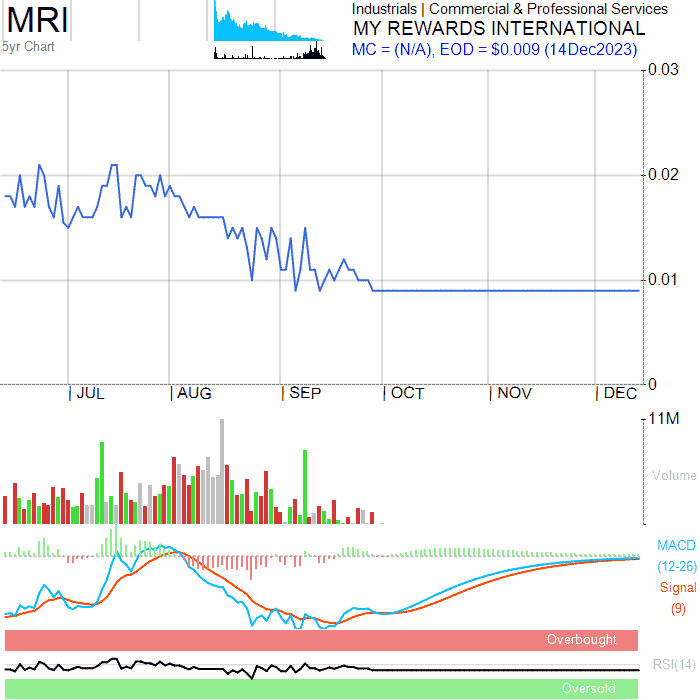 MRI
5yr Chart
Industrials | Commercial & Professional Services
MY REWARDS INTERNATIONAL
MC = (N/A), EOD = $0.009 (14Dec2023)
0.03
0.02
0.01
0
| JUL | AUG | SEP | OCT | NOV | DEC
11M
Volume
MACD
(12-26)
Signal
(9)
Overbought
RSI(14)
Oversold